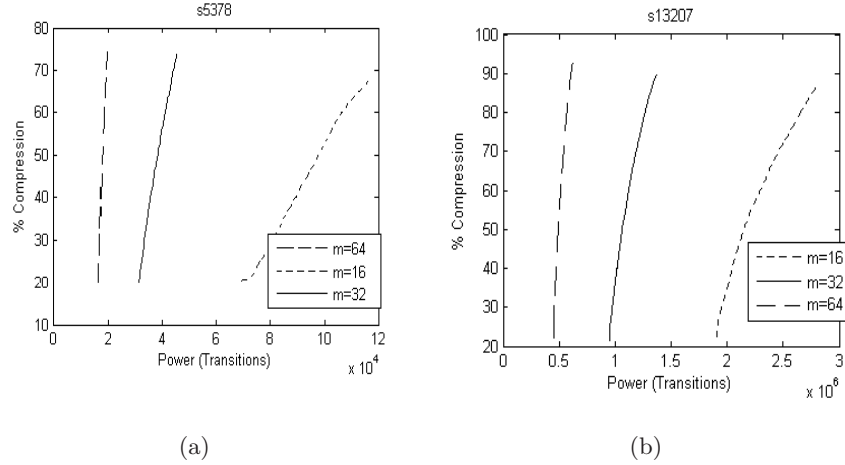 s5378
80
70
60
50
40
30
20
10
% Compression
0 2 4 6 8 10 12
Power (Transitions)
x 10^4
m=64
m=16
m=32
(a)
s13207
100
90
80
70
60
50
40
30
20
% Compression
0 0.5 1 1.5 2 2.5 3
Power (Transitions)
x 10^6
m=16
m=32
m=64
(b)